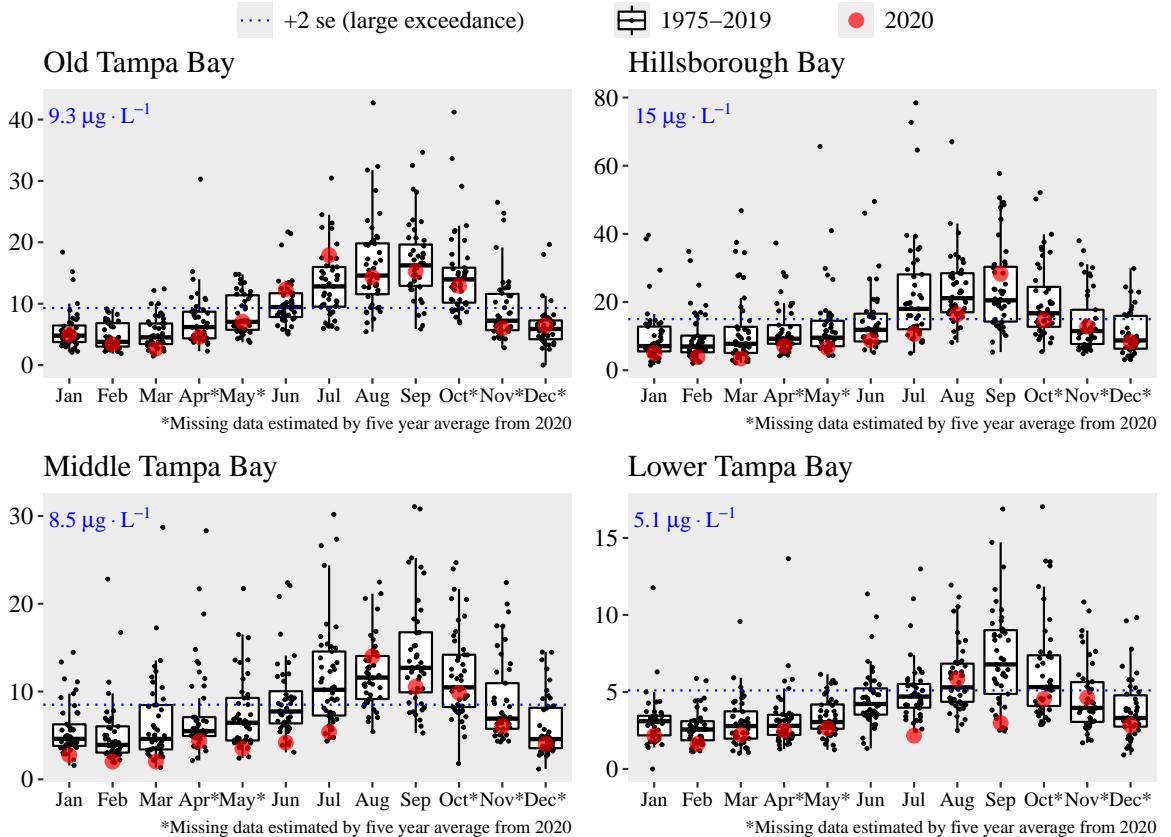 +2 se (large exceedance) 1975−2019 2020
Old Tampa Bay
9.3 μg · L−1
40
30
20
10
0
Jan Feb Mar Apr* May* Jun Jul Aug Sep Oct* Nov* Dec*
*Missing data estimated by five year average from 2020
Hillsborough Bay
15 μg · L−1
80
60
40
20
0
Jan Feb Mar Apr* May* Jun Jul Aug Sep Oct* Nov* Dec*
*Missing data estimated by five year average from 2020
Middle Tampa Bay
8.5 μg · L−1
30
20
10
0
Jan Feb Mar Apr* May* Jun Jul Aug Sep Oct* Nov* Dec*
*Missing data estimated by five year average from 2020
Lower Tampa Bay
5.1 μg · L−1
15
10
5
0
Jan Feb Mar Apr* May* Jun Jul Aug Sep Oct* Nov* Dec*
*Missing data estimated by five year average from 2020